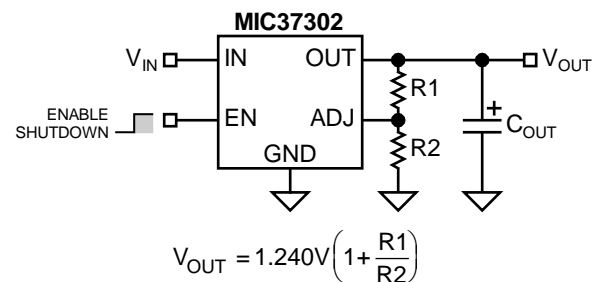 MIC37302
V_IN
IN
OUT
V_OUT
R1
ENABLE
SHUTDOWN
EN
ADJ
+
C_OUT
R2
GND
V_OUT = 1.240V(1+R1/R2)